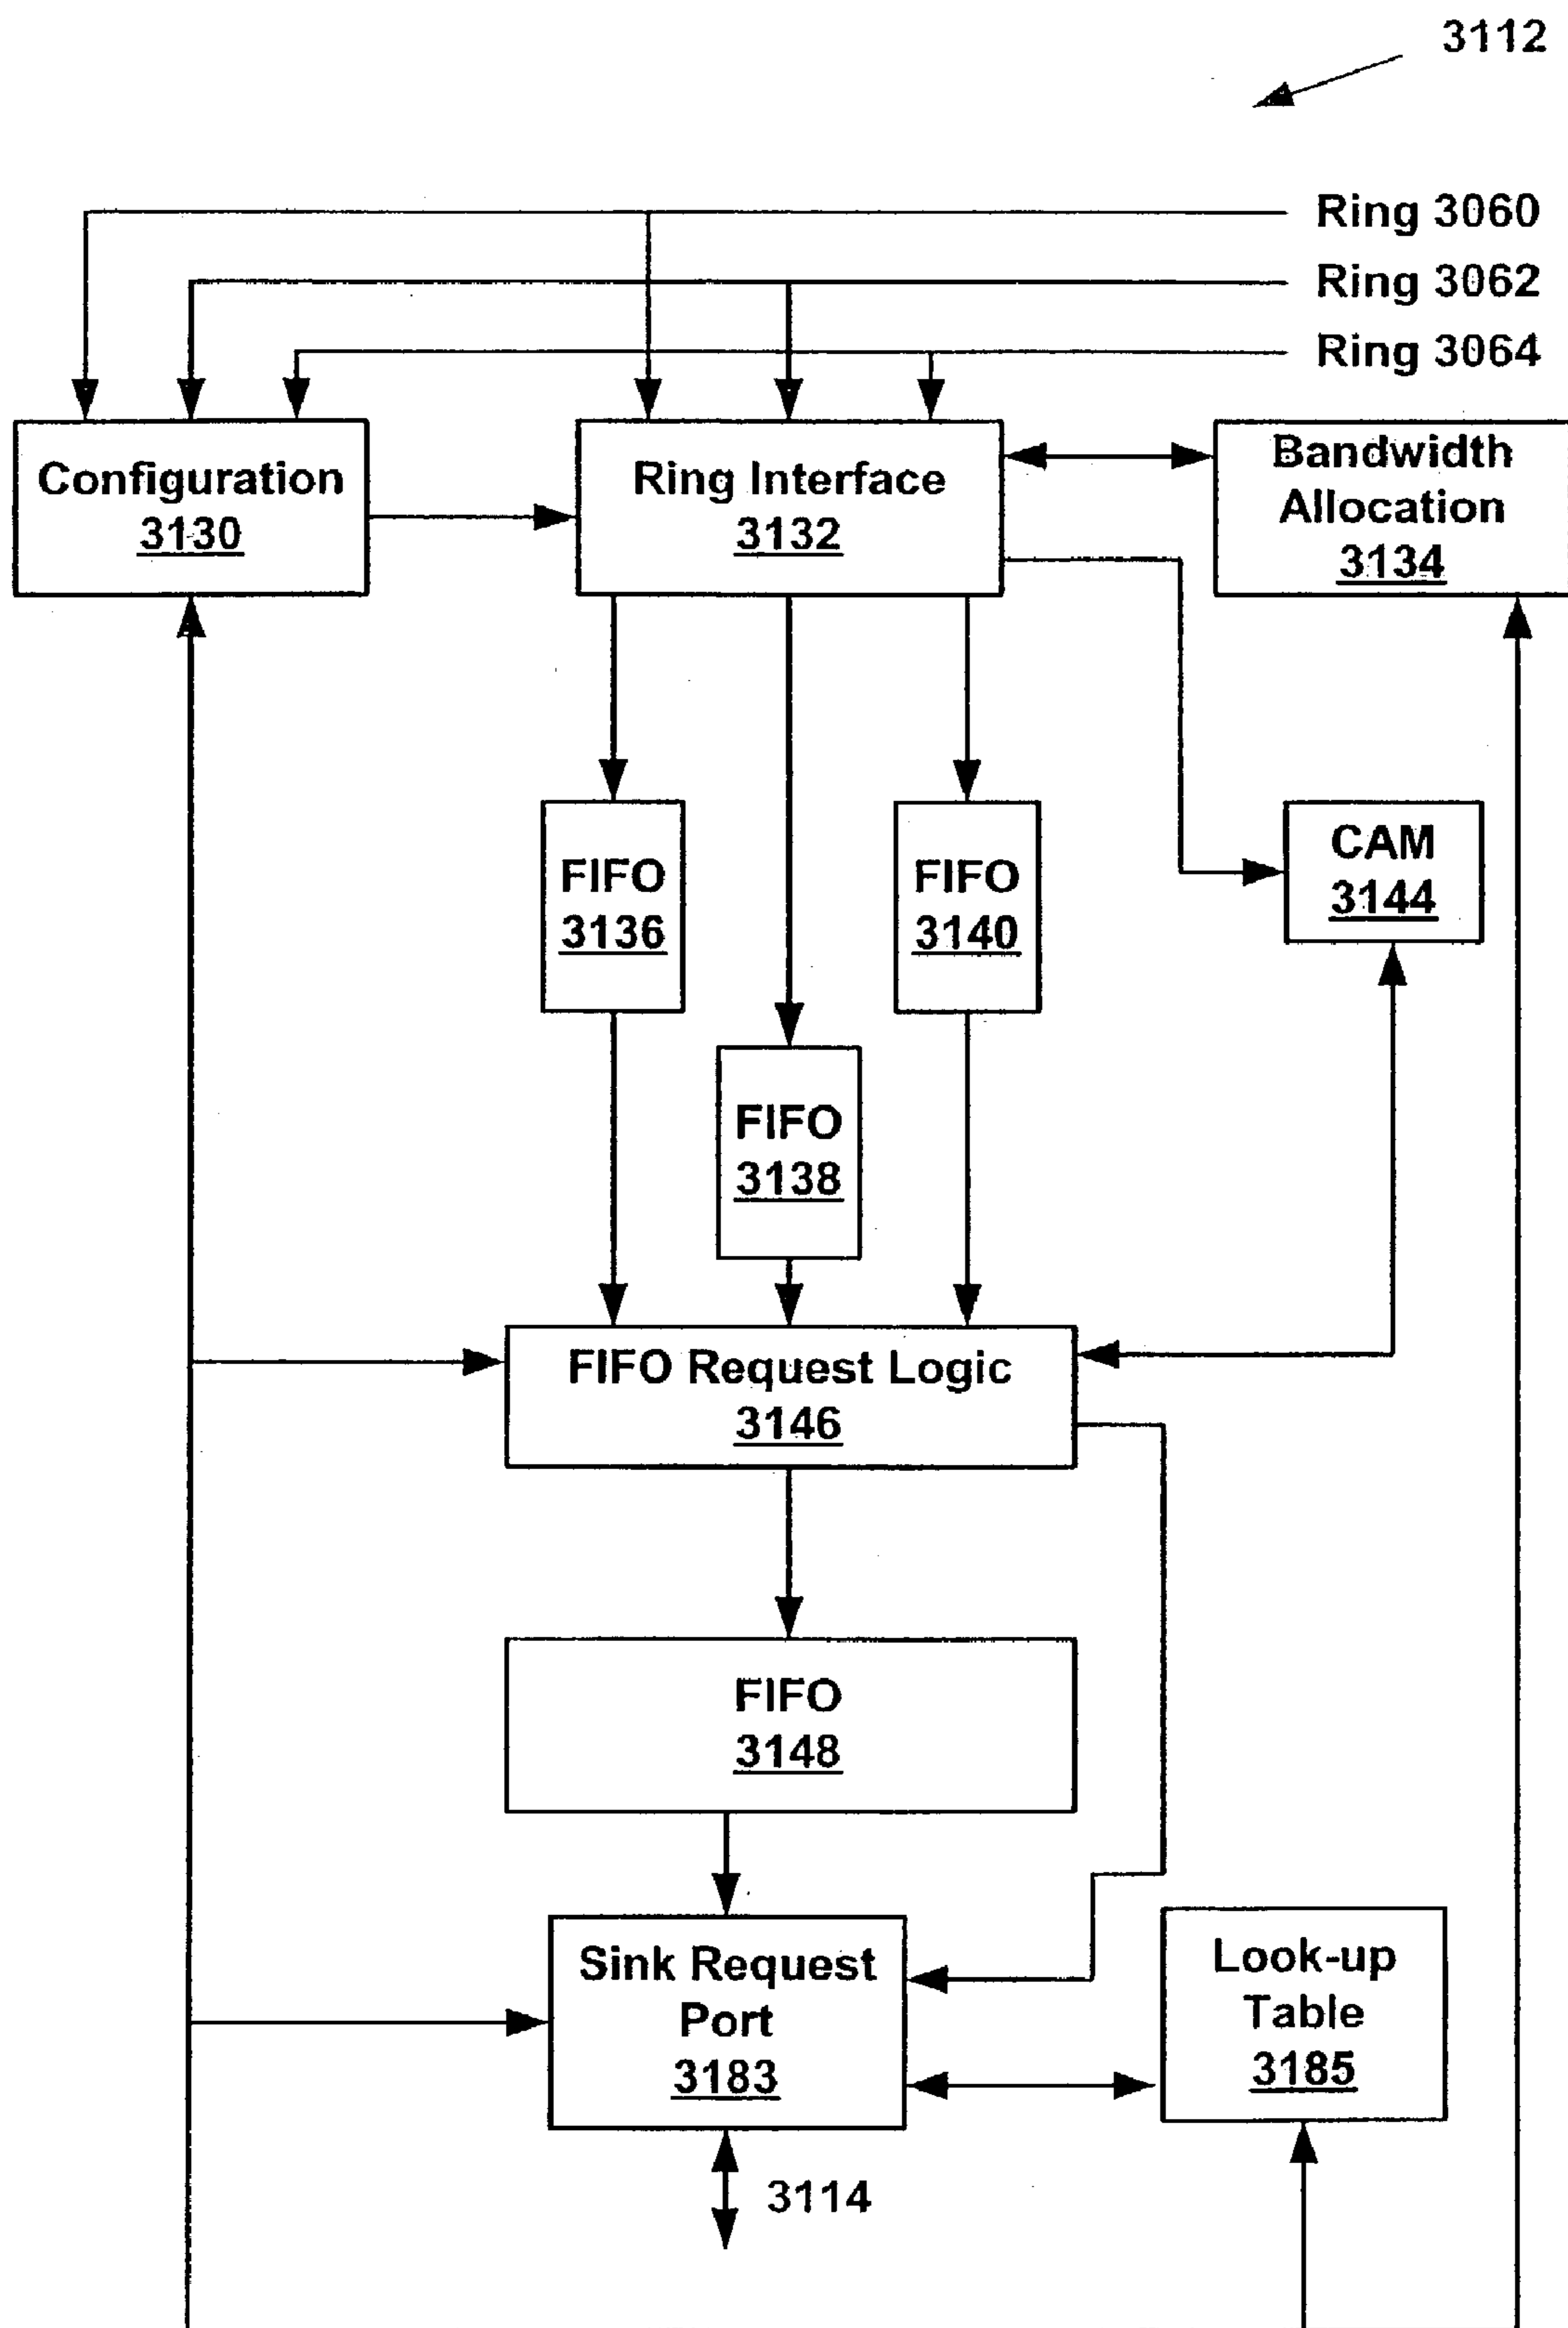 3112
Ring 3060
Ring 3062
Ring 3064
Configuration
3130
Ring Interface
3132
Bandwidth
Allocation
3134
FIFO
3136
FIFO
3140
CAM
3144
FIFO
3138
FIFO Request Logic
3146
FIFO
3148
Sink Request
Port
3183
Look-up
Table
3185
3114